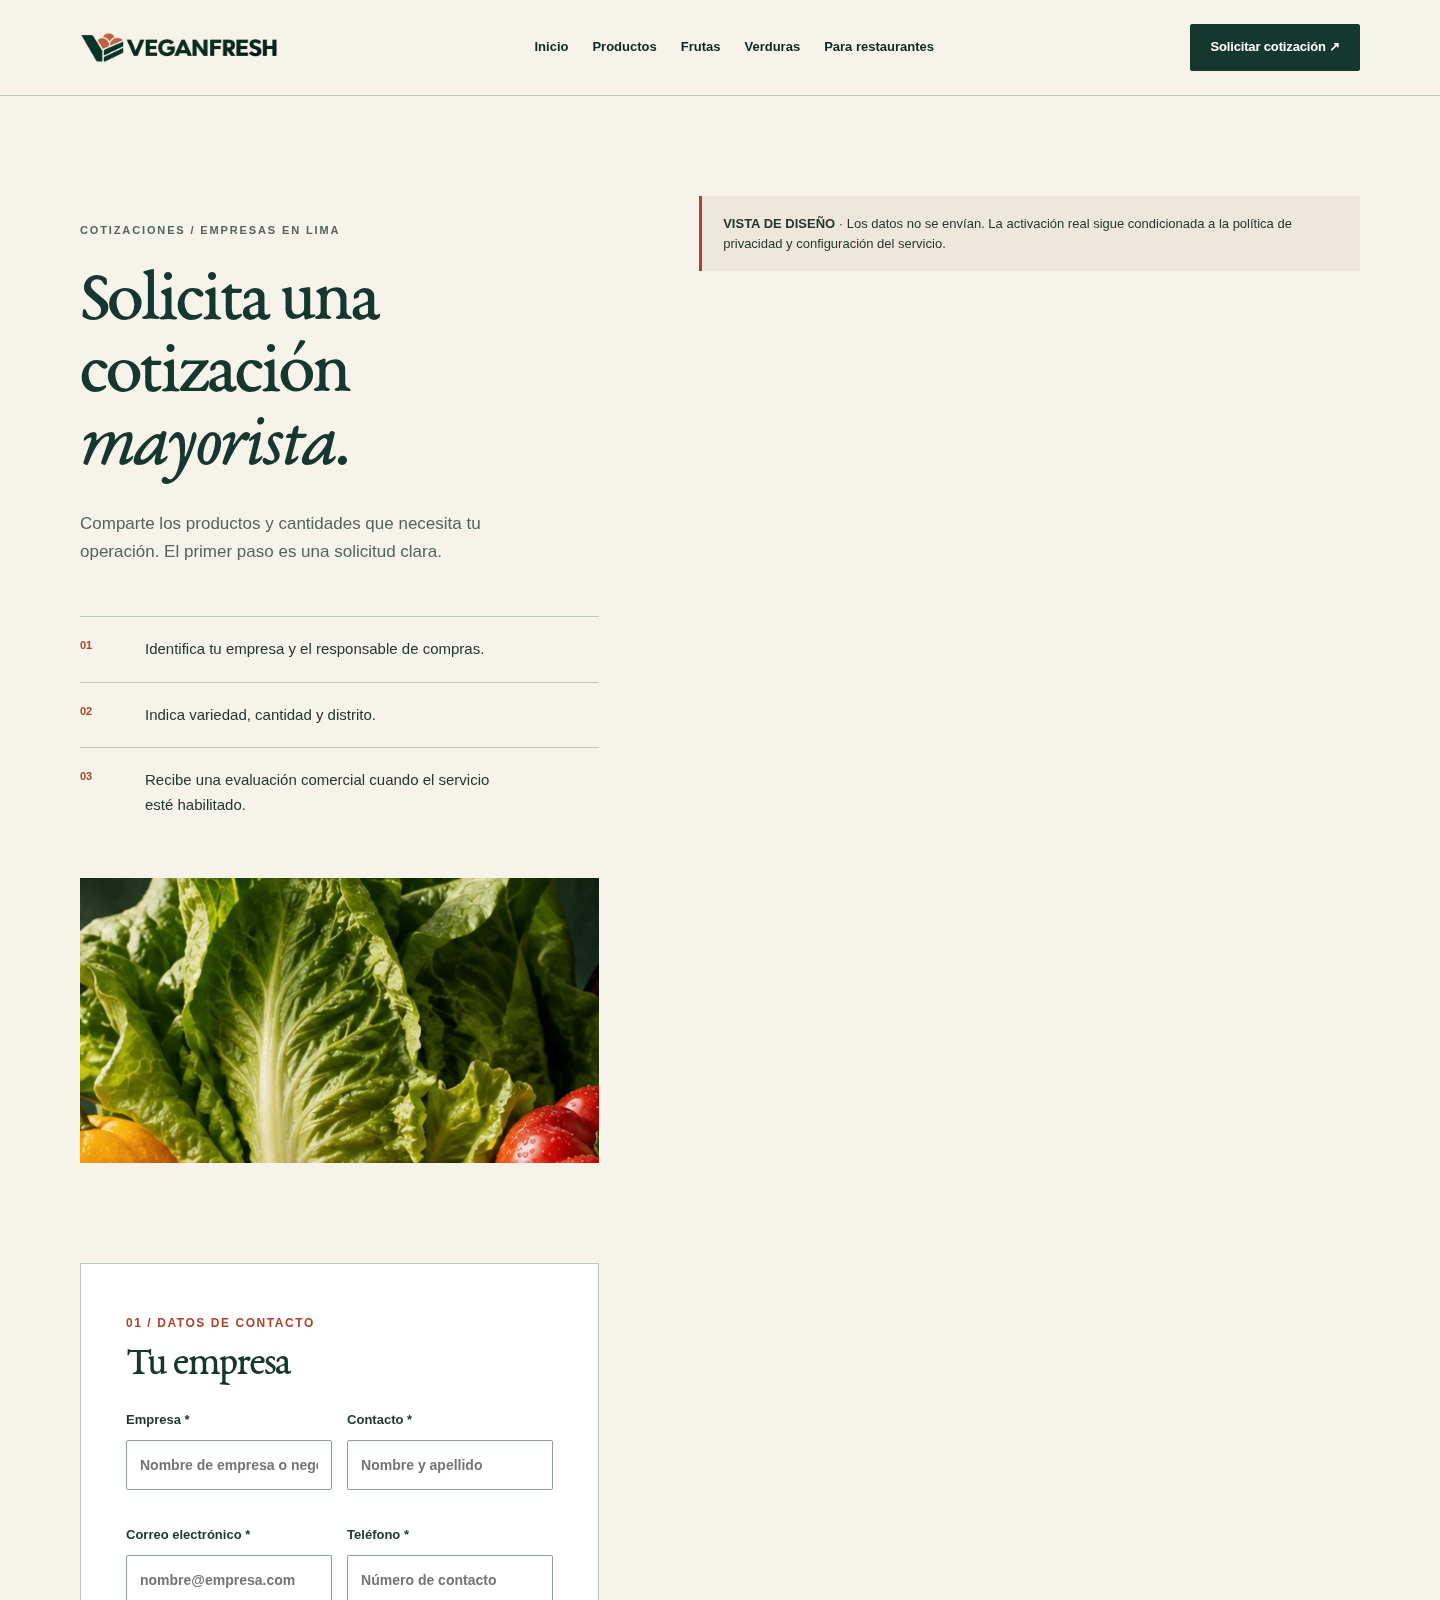 VEGANFRESH
Inicio Productos Frutas Verduras Para restaurantes
Solicitar cotización ↗
COTIZACIONES / EMPRESAS EN LIMA
Solicita una
cotización
mayorista.
Comparte los productos y cantidades que necesita tu
operación. El primer paso es una solicitud clara.
01 Identifica tu empresa y el responsable de compras.
02 Indica variedad, cantidad y distrito.
03 Recibe una evaluación comercial cuando el servicio
esté habilitado.
VISTA DE DISEÑO · Los datos no se envían. La activación real sigue condicionada a la política de
privacidad y configuración del servicio.
01 / DATOS DE CONTACTO
Tu empresa
Empresa * Contacto *
Nombre de empresa o nego Nombre y apellido
Correo electrónico * Teléfono *
nombre@empresa.com Número de contacto